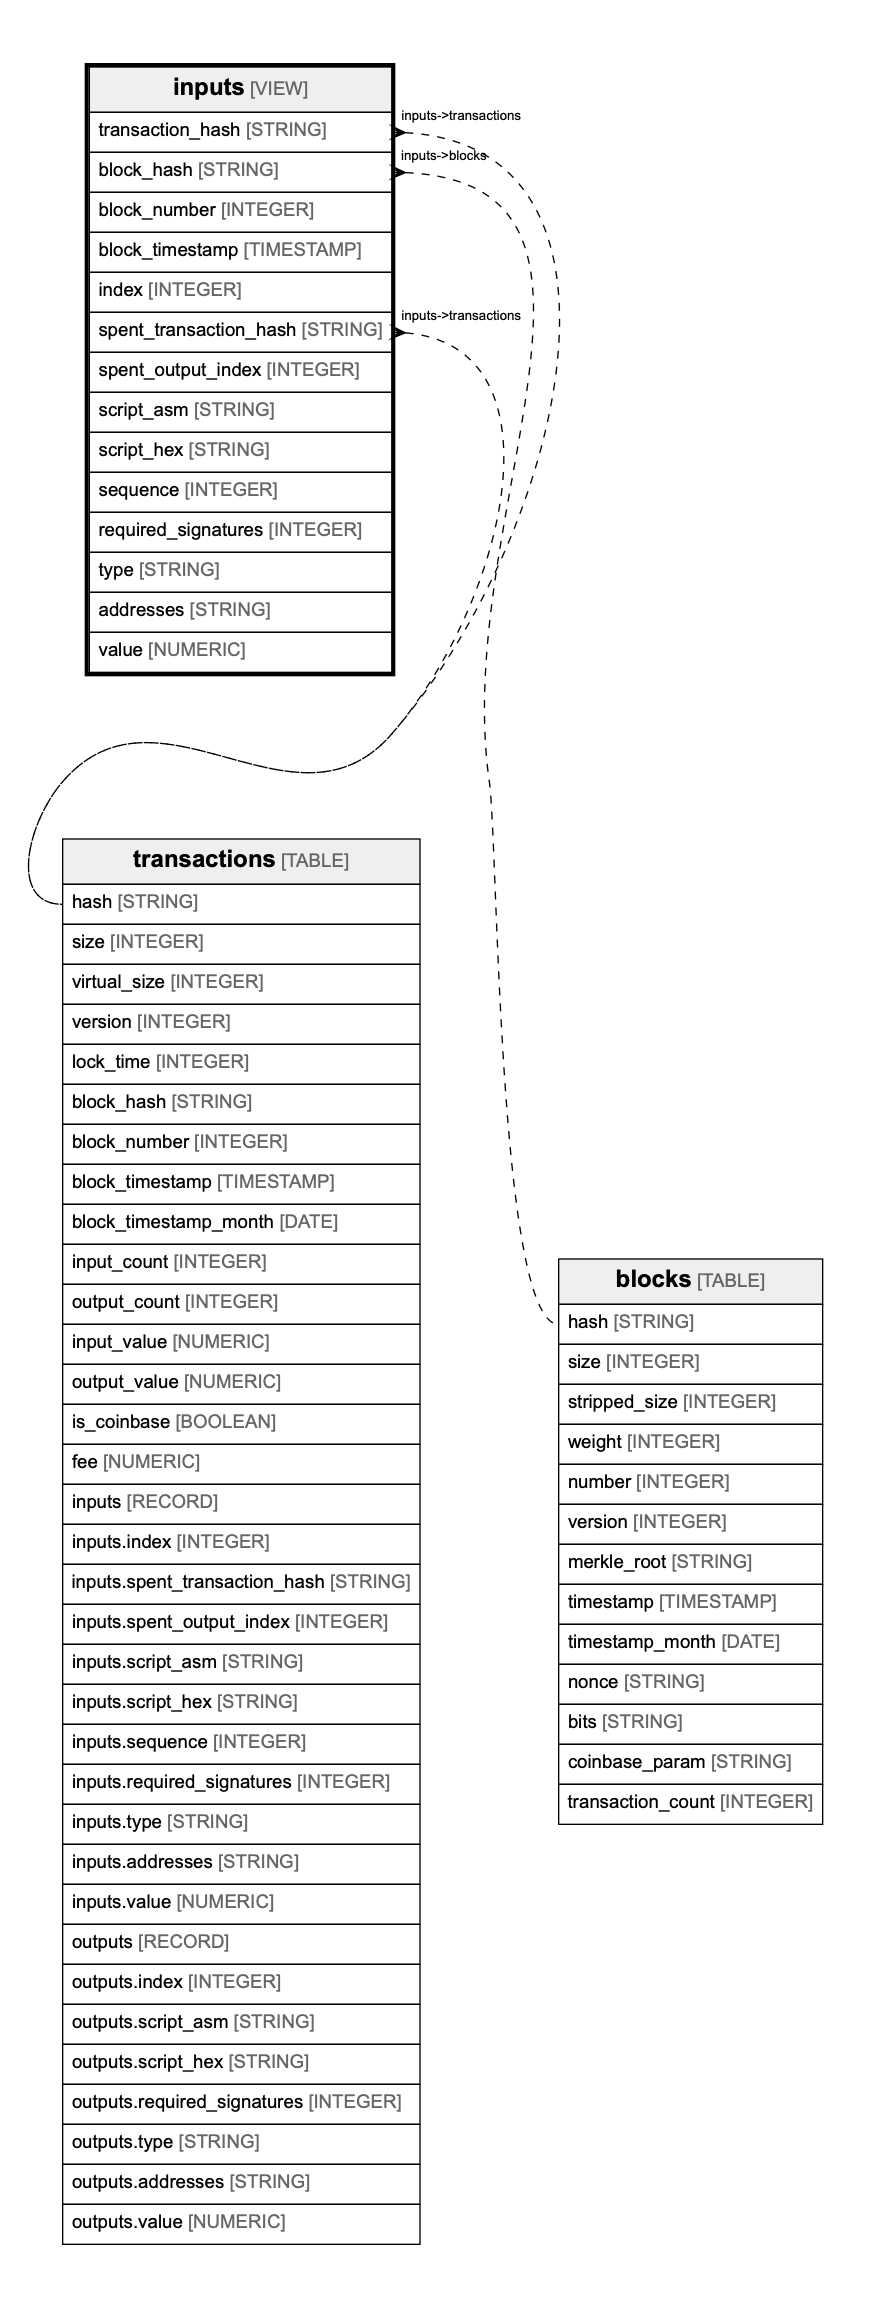 inputs [VIEW]
transaction_hash [STRING]
inputs->transactions
block_hash [STRING]
inputs->blocks
block_number [INTEGER]
block_timestamp [TIMESTAMP]
index [INTEGER]
spent_transaction_hash [STRING]
inputs->transactions
spent_output_index [INTEGER]
script_asm [STRING]
script_hex [STRING]
sequence [INTEGER]
required_signatures [INTEGER]
type [STRING]
addresses [STRING]
value [NUMERIC]
transactions [TABLE]
hash [STRING]
size [INTEGER]
virtual_size [INTEGER]
version [INTEGER]
lock_time [INTEGER]
block_hash [STRING]
block_number [INTEGER]
block_timestamp [TIMESTAMP]
block_timestamp_month [DATE]
input_count [INTEGER]
output_count [INTEGER]
input_value [NUMERIC]
output_value [NUMERIC]
is_coinbase [BOOLEAN]
fee [NUMERIC]
inputs [RECORD]
inputs.index [INTEGER]
inputs.spent_transaction_hash [STRING]
inputs.spent_output_index [INTEGER]
inputs.script_asm [STRING]
inputs.script_hex [STRING]
inputs.sequence [INTEGER]
inputs.required_signatures [INTEGER]
inputs.type [STRING]
inputs.addresses [STRING]
inputs.value [NUMERIC]
outputs [RECORD]
outputs.index [INTEGER]
outputs.script_asm [STRING]
outputs.script_hex [STRING]
outputs.required_signatures [INTEGER]
outputs.type [STRING]
outputs.addresses [STRING]
outputs.value [NUMERIC]
blocks [TABLE]
hash [STRING]
size [INTEGER]
stripped_size [INTEGER]
weight [INTEGER]
number [INTEGER]
version [INTEGER]
merkle_root [STRING]
timestamp [TIMESTAMP]
timestamp_month [DATE]
nonce [STRING]
bits [STRING]
coinbase_param [STRING]
transaction_count [INTEGER]